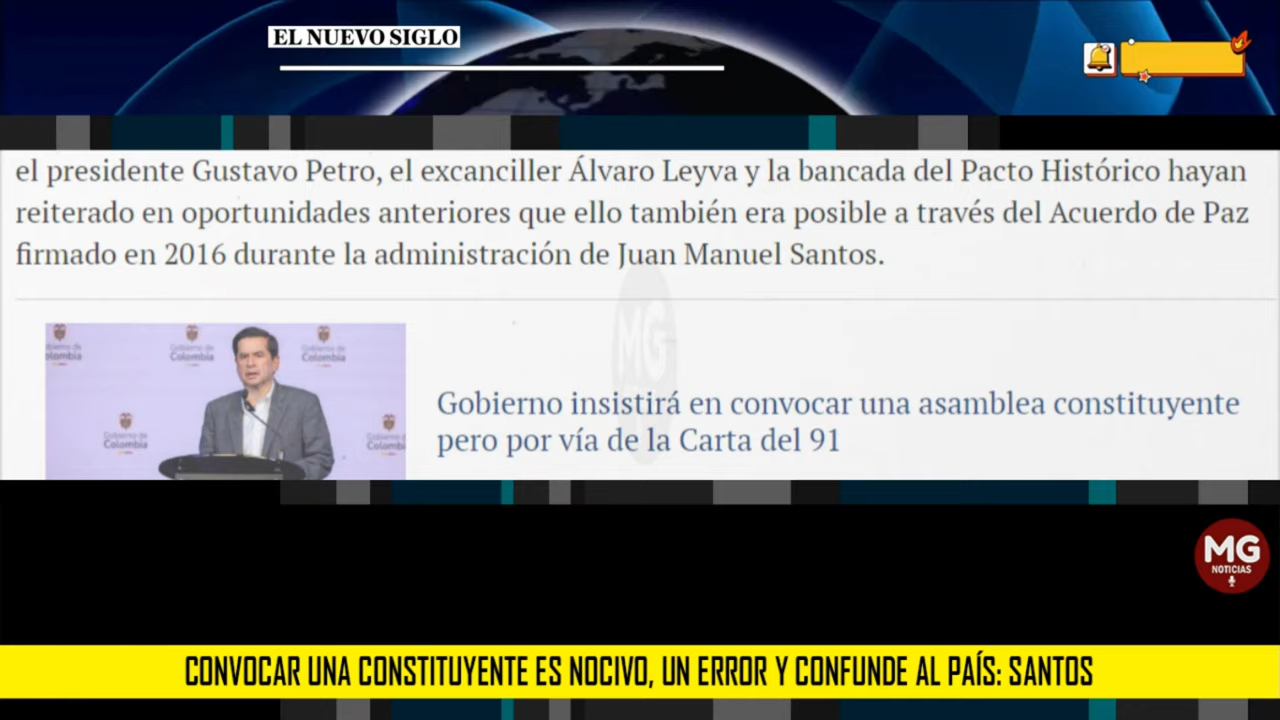 EL NUEVO SIGLO
el presidente Gustavo Petro, el excanciller Álvaro Leyva y la bancada del Pacto Histórico hayan
reiterado en oportunidades anteriores que ello también era posible a través del Acuerdo de Paz
firmado en 2016 durante la administración de Juan Manuel Santos.
MG
Gobierno de
Colombia
Gobierno de
Colombia
Gobierno de
Colombia
Gobierno de
Colombia
Gobierno insistirá en convocar una asamblea constituyente
pero por vía de la Carta del 91
MG
NOTICIAS
CONVOCAR UNA CONSTITUYENTE ES NOCIVO, UN ERROR Y CONFUNDE AL PAÍS: SANTOS